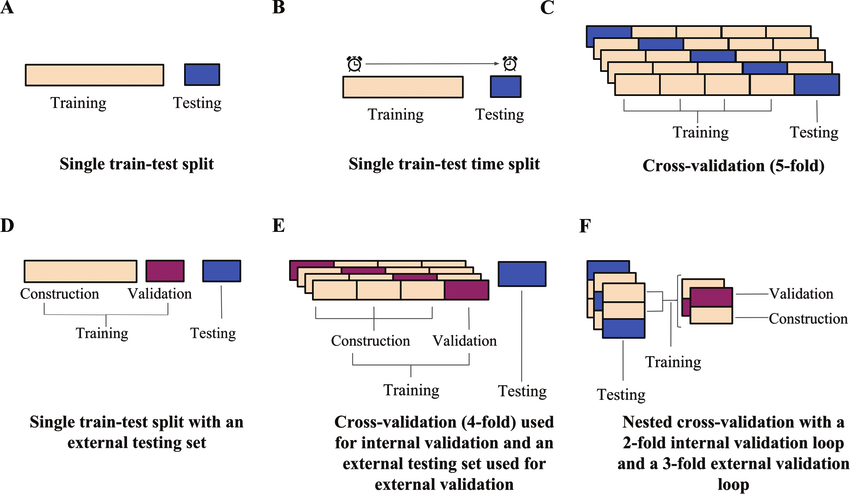 A
B
C
Training
Testing
Training
Testing
Training
Testing
Single train-test split
Single train-test time split
Cross-validation (5-fold)
D
E
F
Construction
Validation
Training
Testing
Construction
Validation
Training
Testing
Validation
Construction
Training
Testing
Single train-test split with an
external testing set
Cross-validation (4-fold) used
for internal validation and an
external testing set used for
external validation
Nested cross-validation with a
2-fold internal validation loop
and a 3-fold external validation
loop